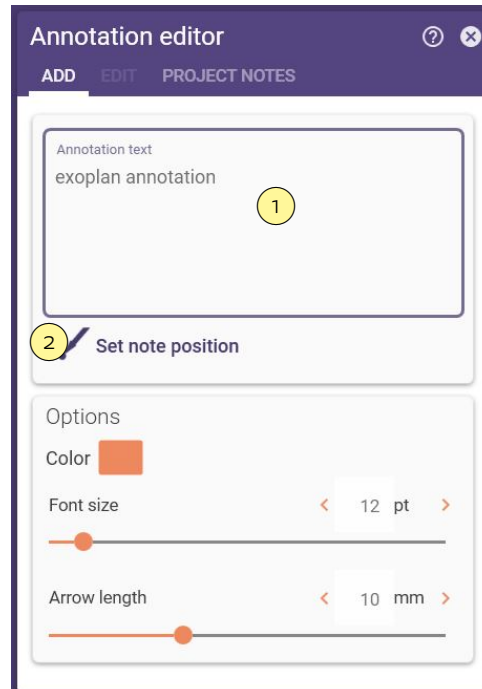 Annotation editor
ADD EDIT PROJECT NOTES
Annotation text
exoplan annotation
1
2 Set note position
Options
Color
Font size 12 pt
Arrow length 10 mm